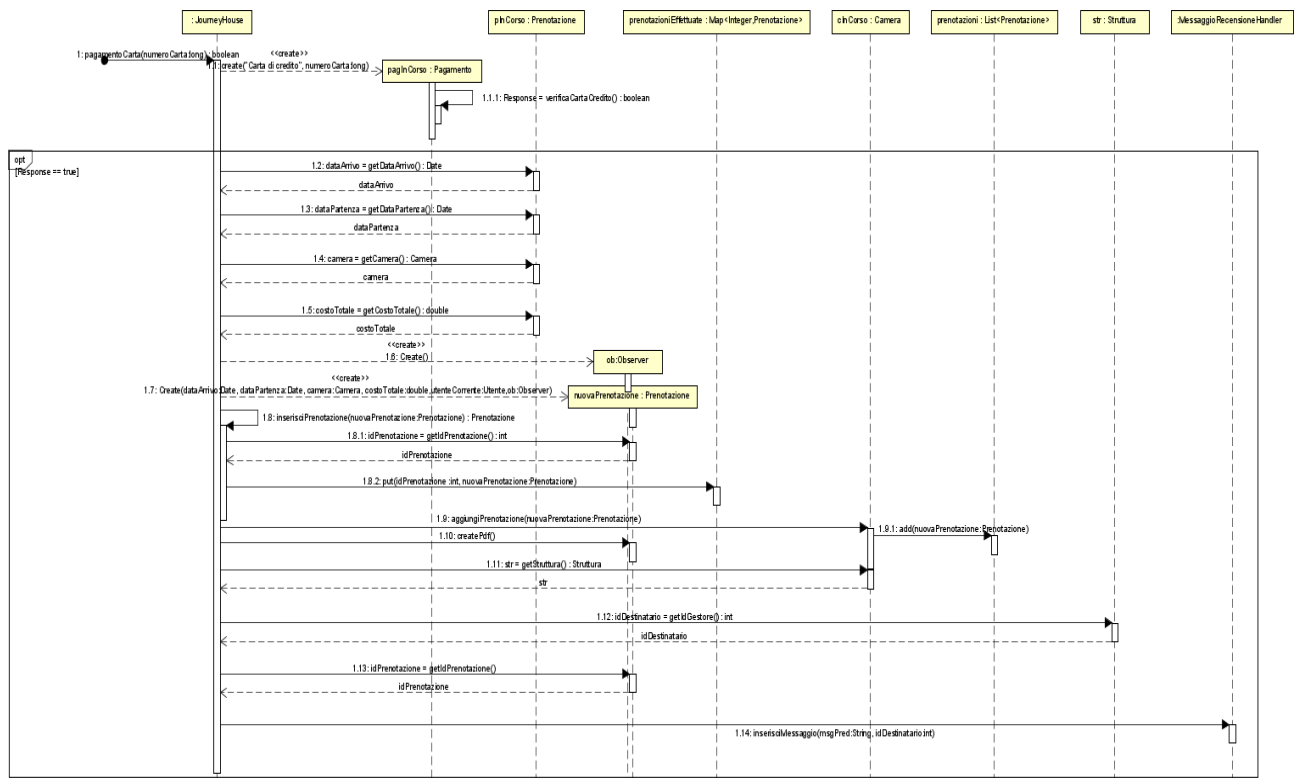 : JourneyHouse
pInCorso : Prenotazione
prenotazioniEffettuate : Map<Integer,Prenotazione>
cInCorso : Camera
prenotazioni : List<Prenotazione>
str : Struttura
:MessaggioRecensioneHandler
1: pagamentoCarta(numeroCarta:long) : boolean
<<create>>
1.1: create("Carta di credito", numeroCarta:long)
pagInCorso : Pagamento
1.1.1: Response = verificaCartaCredito() : boolean
opt
[Response == true]
1.2: dataArrivo = getDataArrivo() : Date
dataArrivo
1.3: dataPartenza = getDataPartenza() : Date
dataPartenza
1.4: camera = getCamera() : Camera
camera
1.5: costoTotale = getCostoTotale() : double
costoTotale
<<create>>
1.6: Create()
ob:Observer
<<create>>
1.7: Create(dataArrivo:Date, dataPartenza:Date, camera:Camera, costoTotale:double,utenteCorrente:Utente,ob:Observer)
nuovaPrenotazione : Prenotazione
1.8: inserisciPrenotazione(nuovaPrenotazione:Prenotazione) : Prenotazione
1.8.1: idPrenotazione = getIdPrenotazione() : int
idPrenotazione
1.8.2: put(idPrenotazione :int, nuovaPrenotazione:Prenotazione)
1.9: aggiungiPrenotazione(nuovaPrenotazione:Prenotazione)
1.9.1: add(nuovaPrenotazione:Prenotazione)
1.10: createPdf()
1.11: str = getStruttura() : Struttura
str
1.12: idDestinatario = getIdGestore() : int
idDestinatario
1.13: idPrenotazione = getIdPrenotazione()
idPrenotazione
1.14: inserisciMessaggio(msgPred:String, idDestinatario:int)